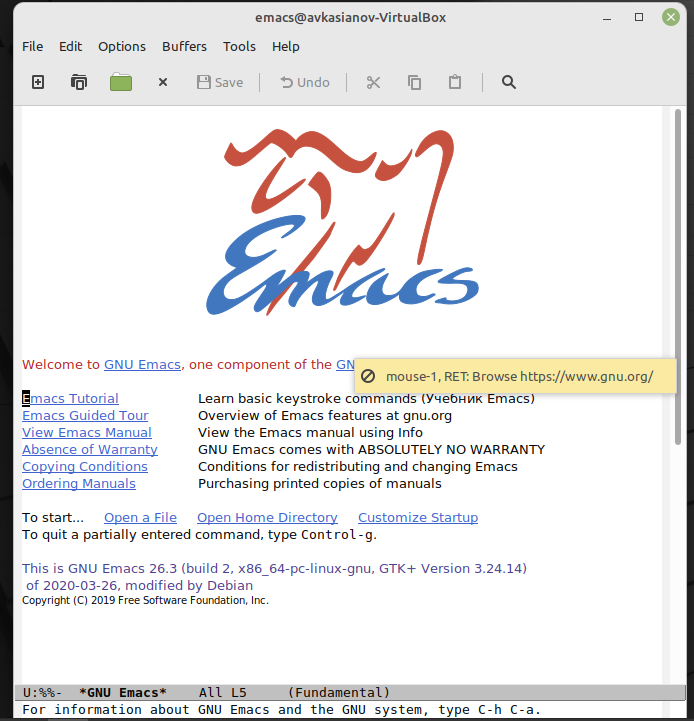 emacs@avkasianov-VirtualBox
File Edit Options Buffers Tools Help
Save Undo
Emacs
Welcome to GNU Emacs, one component of the GN
mouse-1, RET: Browse https://www.gnu.org/
Emacs Tutorial Learn basic keystroke commands (Учебник Emacs)
Emacs Guided Tour Overview of Emacs features at gnu.org
View Emacs Manual View the Emacs manual using Info
Absence of Warranty GNU Emacs comes with ABSOLUTELY NO WARRANTY
Copying Conditions Conditions for redistributing and changing Emacs
Ordering Manuals Purchasing printed copies of manuals
To start... Open a File Open Home Directory Customize Startup
To quit a partially entered command, type Control-g.
This is GNU Emacs 26.3 (build 2, x86_64-pc-linux-gnu, GTK+ Version 3.24.14)
of 2020-03-26, modified by Debian
Copyright (C) 2019 Free Software Foundation, Inc.
U:%%- *GNU Emacs* All L5 (Fundamental)
For information about GNU Emacs and the GNU system, type C-h C-a.